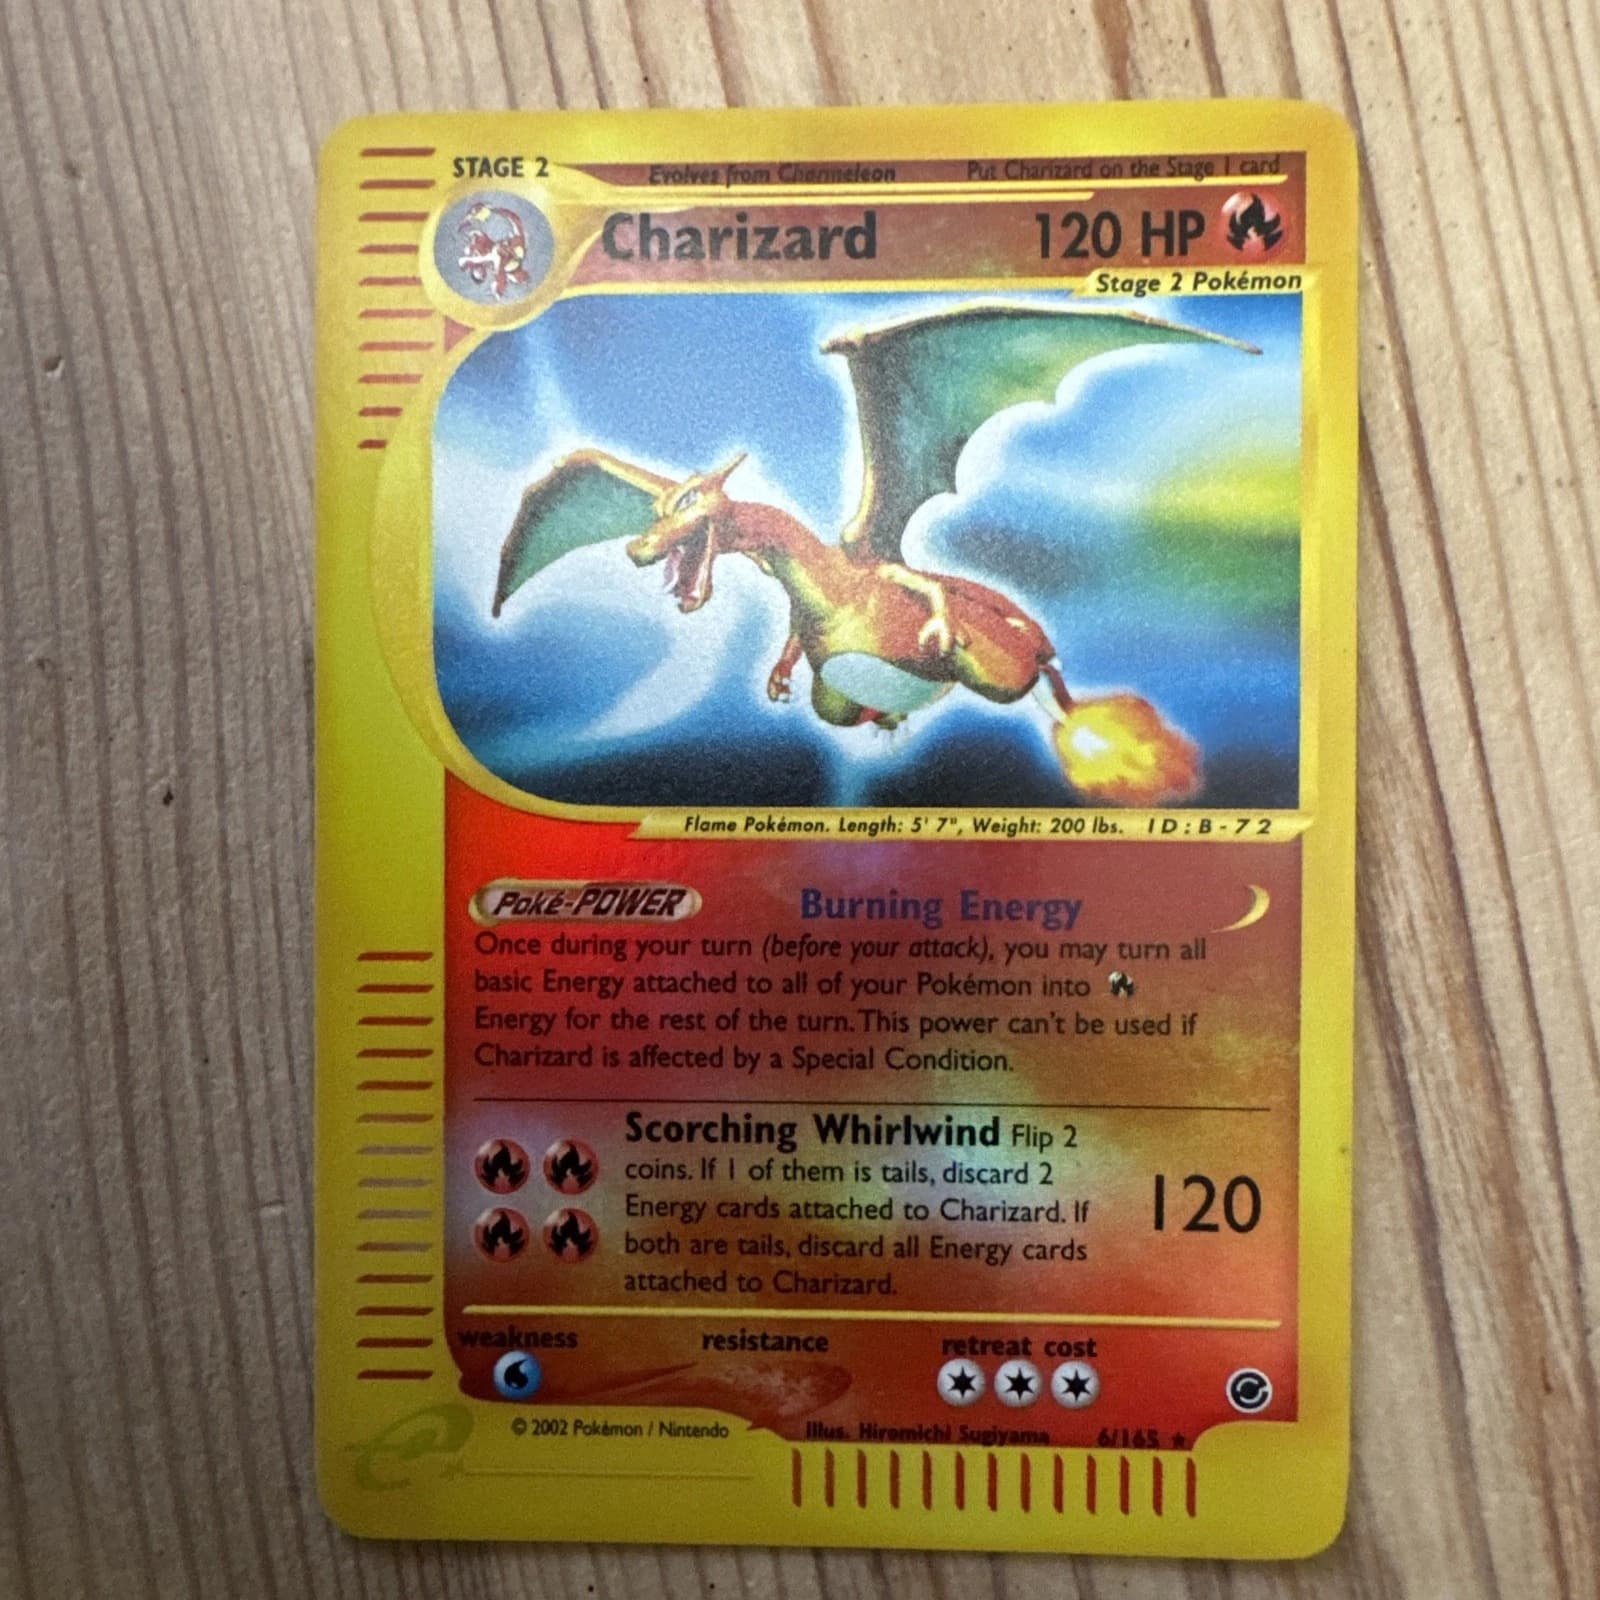 STAGE 2 Evolves from Charmeleon Put Charizard on the Stage 1 card
Charizard 120 HP
Stage 2 Pokémon
Flame Pokémon. Length: 5' 7", Weight: 200 lbs. ID:B-72
Poké-POWER Burning Energy
Once during your turn (before your attack), you may turn all
basic Energy attached to all of your Pokémon into
Energy for the rest of the turn. This power can't be used if
Charizard is affected by a Special Condition.
Scorching Whirlwind Flip 2
coins. If 1 of them is tails, discard 2
Energy cards attached to Charizard. If
both are tails, discard all Energy cards
attached to Charizard.
120
weakness resistance retreat cost
© 2002 Pokémon / Nintendo Illus. Hiromichi Sugiyama 6/165 ★
e